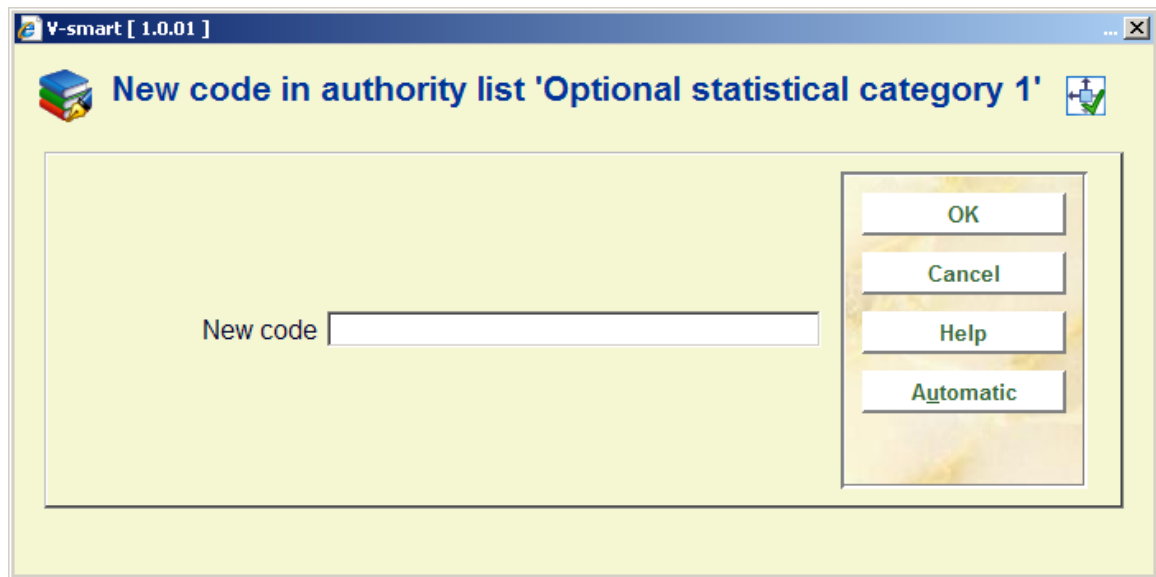 V-smart [ 1.0.01 ]
...
New code in authority list 'Optional statistical category 1'
OK
Cancel
New code
Help
Automatic